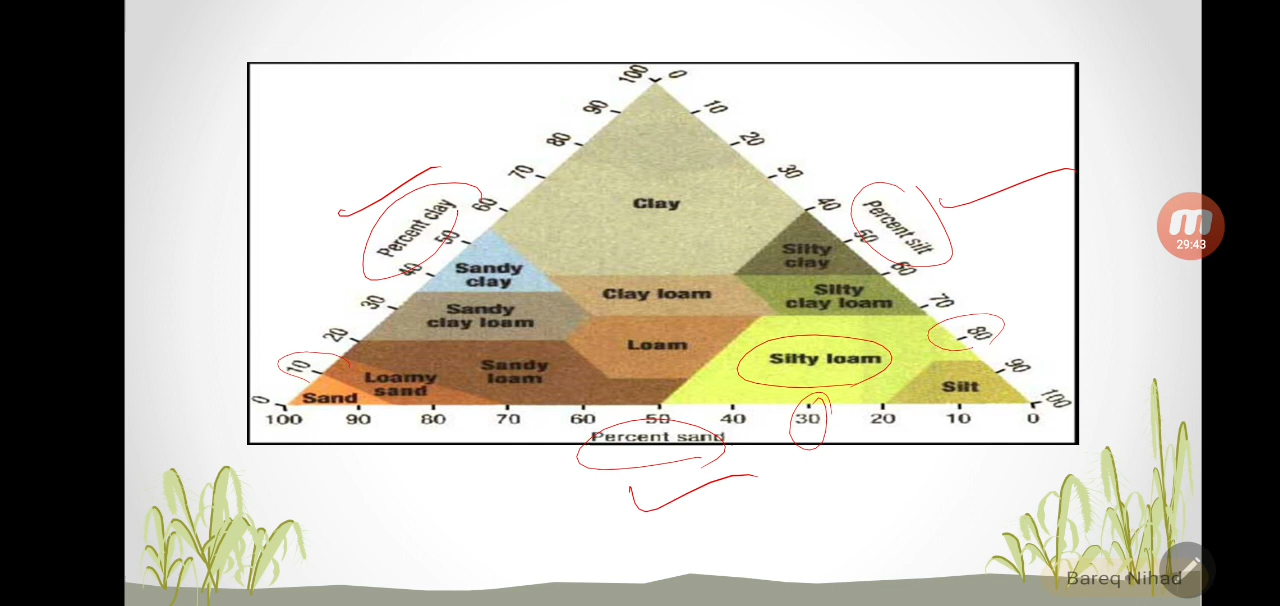 100 0
90 10
80 20
70 30
60 40
Percent clay Percent silt
50 50
40 60
30 70
20 80
10 90
0 100
Clay
Silty
clay
Sandy
clay
Clay loam
Silty
clay loam
Sandy
clay loam
Loam
Silty loam
Sandy
loam
Loamy
sand
Sand
Silt
100 90 80 70 60 50 40 30 20 10 0
Percent sand
29:43
Bareq Nihad